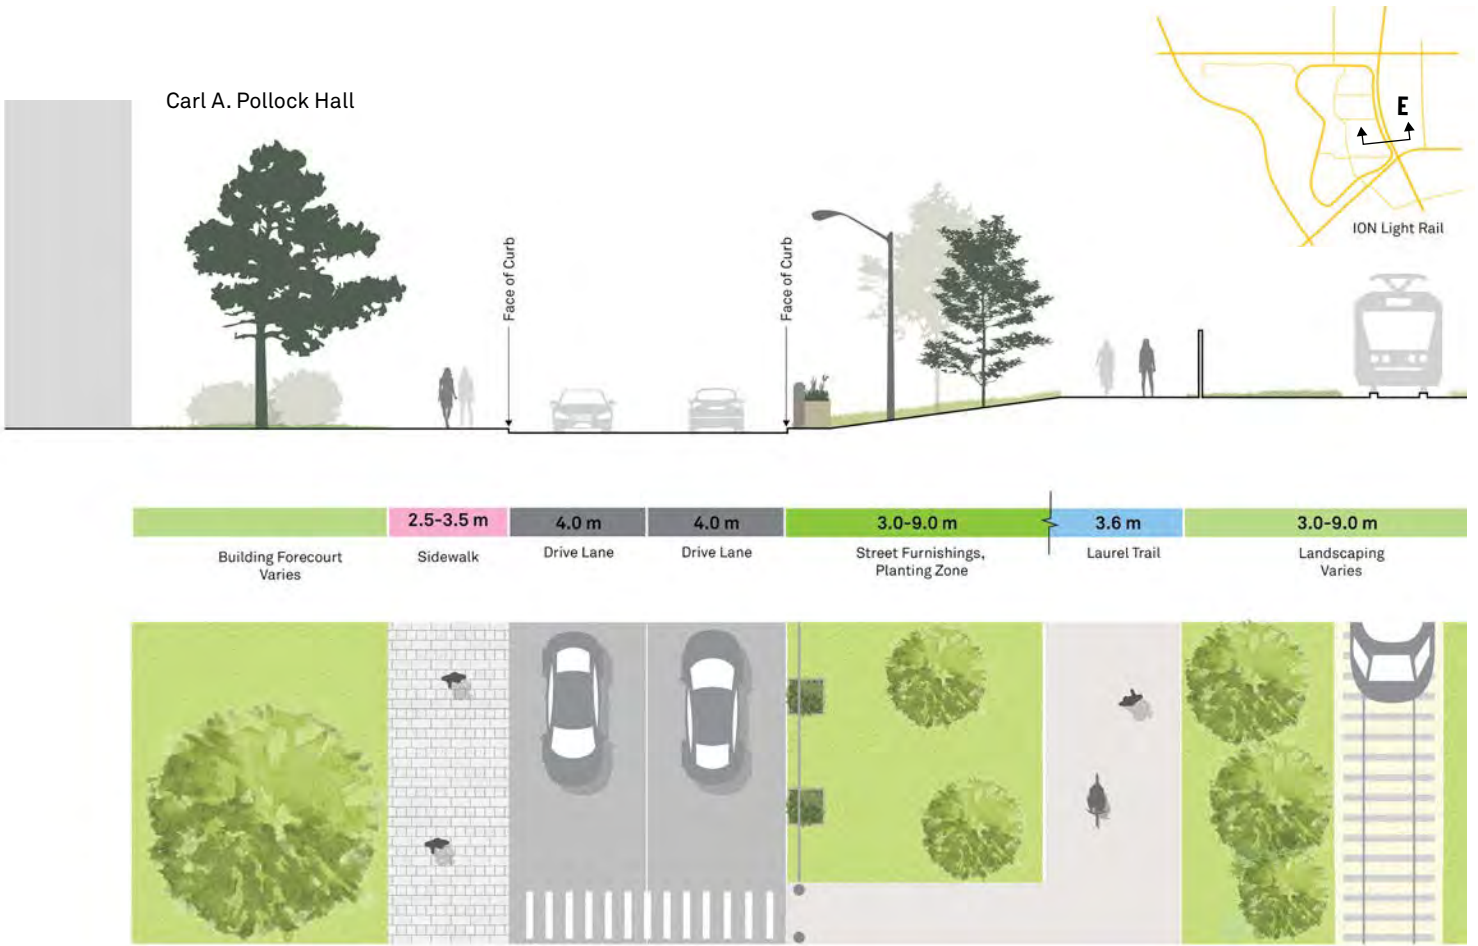 Carl A. Pollock Hall
E
ION Light Rail
Face of Curb
Face of Curb
2.5-3.5 m
4.0 m
4.0 m
3.0-9.0 m
3.6 m
3.0-9.0 m
Building Forecourt
Varies
Sidewalk
Drive Lane
Drive Lane
Street Furnishings,
Planting Zone
Laurel Trail
Landscaping
Varies